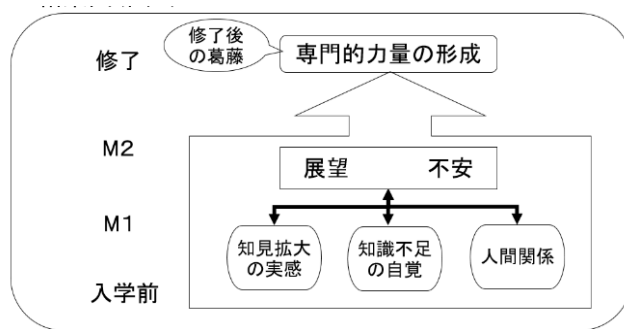 修了後
の葛藤
専門的力量の形成
修了
M2
展望 不安
M1
知見拡大
の実感
知識不足
の自覚
人間関係
入学前